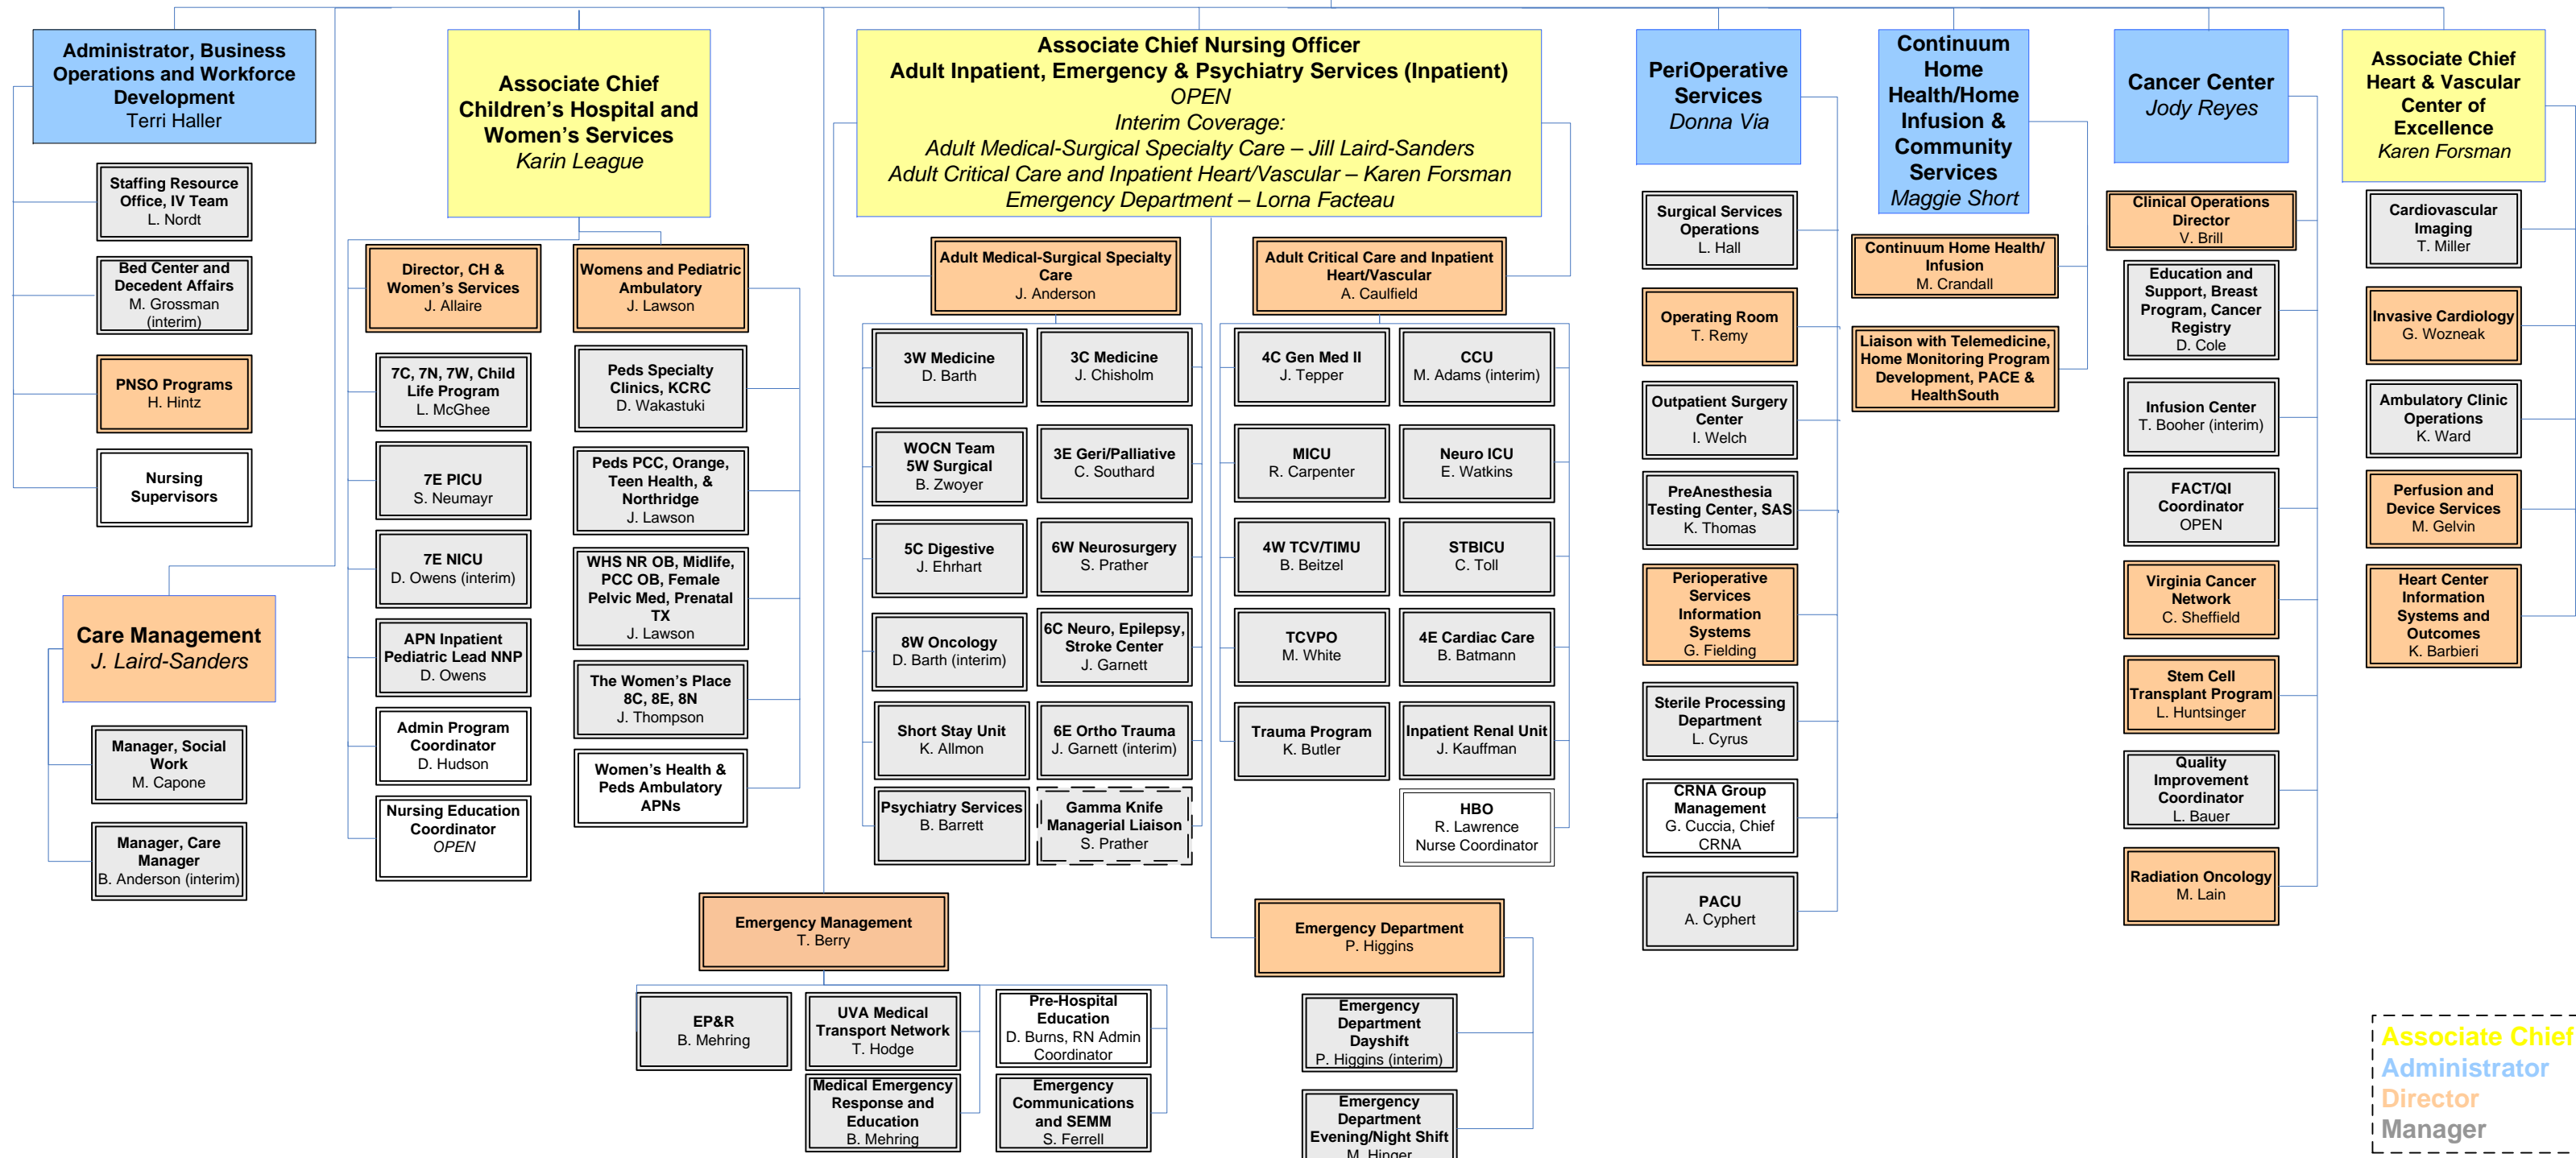 Administrator, Business
Operations and Workforce
Development
Terri Haller
Staffing Resource
Office, IV Team
L. Nordt
Bed Center and
Decedent Affairs
M. Grossman
(interim)
PNSO Programs
H. Hintz
Nursing
Supervisors
Care Management
J. Laird-Sanders
Manager, Social
Work
M. Capone
Manager, Care
Manager
B. Anderson (interim)
Associate Chief
Children's Hospital and
Women's Services
Karin League
Director, CH &
Women's Services
J. Allaire
7C, 7N, 7W, Child
Life Program
L. McGhee
7E PICU
S. Neumayr
7E NICU
D. Owens (interim)
APN Inpatient
Pediatric Lead NNP
D. Owens
Admin Program
Coordinator
D. Hudson
Nursing Education
Coordinator
OPEN
Womens and Pediatric
Ambulatory
J. Lawson
Peds Specialty
Clinics, KCRC
D. Wakastuki
Peds PCC, Orange,
Teen Health, &
Northridge
J. Lawson
WHS NR OB, Midlife,
PCC OB, Female
Pelvic Med, Prenatal
TX
J. Lawson
The Women's Place
8C, 8E, 8N
J. Thompson
Women's Health &
Peds Ambulatory
APNs
Emergency Management
T. Berry
EP&R
B. Mehring
UVA Medical
Transport Network
T. Hodge
Medical Emergency
Response and
Education
B. Mehring
Pre-Hospital
Education
D. Burns, RN Admin
Coordinator
Emergency
Communications
and SEMM
S. Ferrell
Associate Chief Nursing Officer
Adult Inpatient, Emergency & Psychiatry Services (Inpatient)
OPEN
Interim Coverage:
Adult Medical-Surgical Specialty Care – Jill Laird-Sanders
Adult Critical Care and Inpatient Heart/Vascular – Karen Forsman
Emergency Department – Lorna Facteau
Adult Medical-Surgical Specialty
Care
J. Anderson
3W Medicine
D. Barth
3C Medicine
J. Chisholm
WOCN Team
5W Surgical
B. Zwoyer
3E Geri/Palliative
C. Southard
5C Digestive
J. Ehrhart
6W Neurosurgery
S. Prather
8W Oncology
D. Barth (interim)
6C Neuro, Epilepsy,
Stroke Center
J. Garnett
Short Stay Unit
K. Allmon
6E Ortho Trauma
J. Garnett (interim)
Psychiatry Services
B. Barrett
Gamma Knife
Managerial Liaison
S. Prather
Adult Critical Care and Inpatient
Heart/Vascular
A. Caulfield
4C Gen Med II
J. Tepper
CCU
M. Adams (interim)
MICU
R. Carpenter
Neuro ICU
E. Watkins
4W TCV/TIMU
B. Beitzel
STBICU
C. Toll
TCVPO
M. White
4E Cardiac Care
B. Batmann
Trauma Program
K. Butler
Inpatient Renal Unit
J. Kauffman
HBO
R. Lawrence
Nurse Coordinator
Emergency Department
P. Higgins
Emergency
Department
Dayshift
P. Higgins (interim)
Emergency
Department
Evening/Night Shift
M. Hinger
PeriOperative
Services
Donna Via
Surgical Services
Operations
L. Hall
Operating Room
T. Remy
Outpatient Surgery
Center
I. Welch
PreAnesthesia
Testing Center, SAS
K. Thomas
Perioperative
Services
Information
Systems
G. Fielding
Sterile Processing
Department
L. Cyrus
CRNA Group
Management
G. Cuccia, Chief
CRNA
PACU
A. Cyphert
Continuum
Home
Health/Home
Infusion &
Community
Services
Maggie Short
Continuum Home Health/
Infusion
M. Crandall
Liaison with Telemedicine,
Home Monitoring Program
Development, PACE &
HealthSouth
Cancer Center
Jody Reyes
Clinical Operations
Director
V. Brill
Education and
Support, Breast
Program, Cancer
Registry
D. Cole
Infusion Center
T. Booher (interim)
FACT/QI
Coordinator
OPEN
Virginia Cancer
Network
C. Sheffield
Stem Cell
Transplant Program
L. Huntsinger
Quality
Improvement
Coordinator
L. Bauer
Radiation Oncology
M. Lain
Associate Chief
Heart & Vascular
Center of
Excellence
Karen Forsman
Cardiovascular
Imaging
T. Miller
Invasive Cardiology
G. Wozneak
Ambulatory Clinic
Operations
K. Ward
Perfusion and
Device Services
M. Gelvin
Heart Center
Information
Systems and
Outcomes
K. Barbieri
Associate Chief
Administrator
Director
Manager